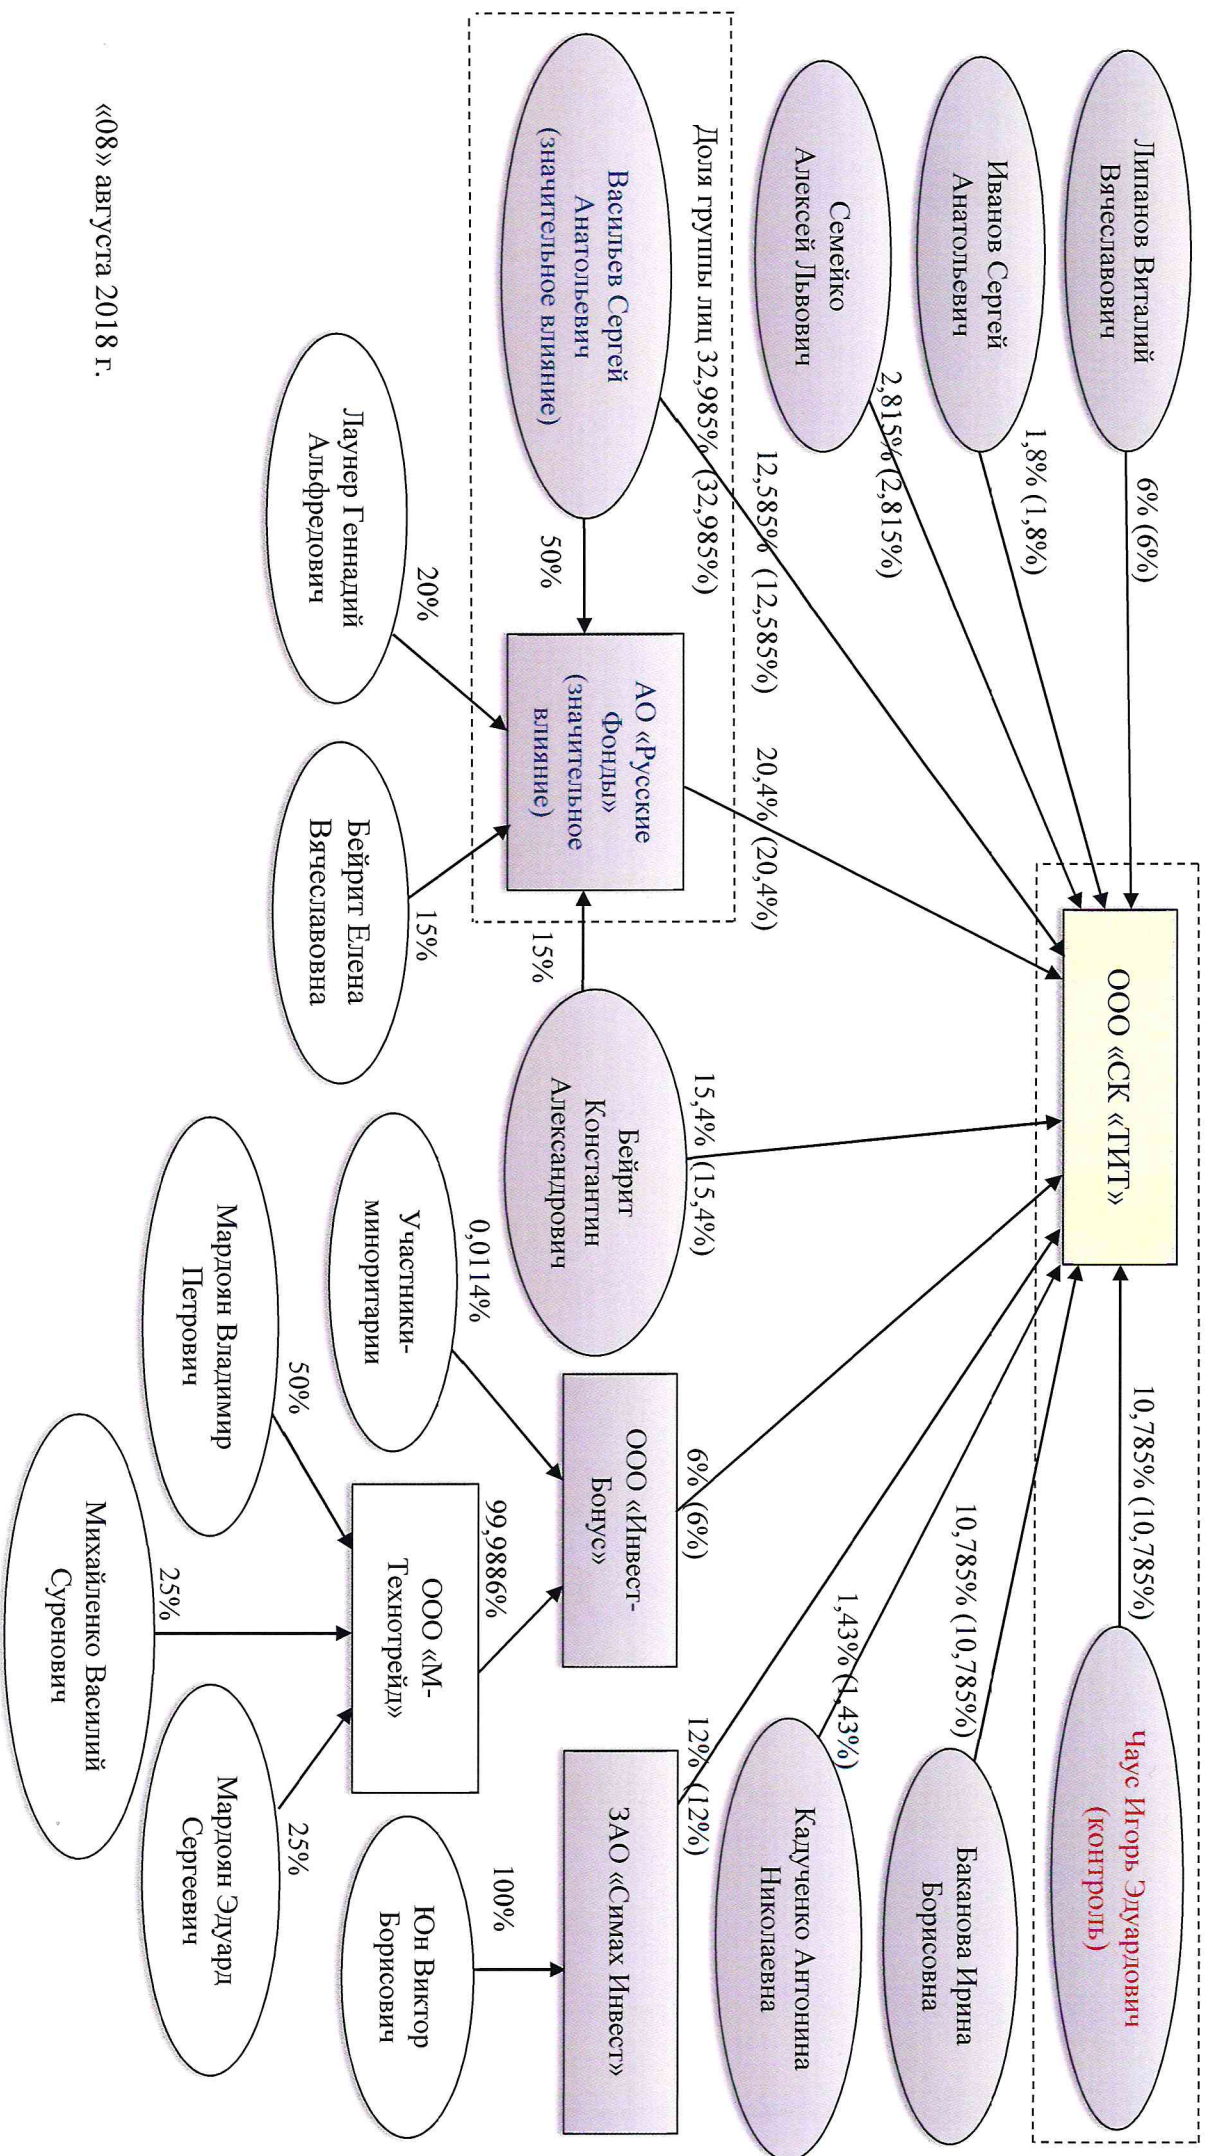 ООО «СК «ТИТ»
Липанов Виталий
Вячеславович
6% (6%)
Иванов Сергей
Анатольевич
1,8% (1,8%)
Семейко
Алексей Львович
2,815% (2,815%)
Чаус Игорь Эдуардович
(контроль)
10,785% (10,785%)
Баканова Ирина
Борисовна
10,785% (10,785%)
Кадученко Антонина
Николаевна
1,43% (1,43%)
12,585% (12,585%)
20,4% (20,4%)
Доля группы лиц 32,985% (32,985%)
15,4% (15,4%)
6% (6%)
12% (12%)
Васильев Сергей
Анатольевич
(значительное влияние)
50%
АО «Русские
Фонды»
(значительное
влияние)
15%
Бейрит
Константин
Александрович
ООО «Инвест-
Бонус»
ЗАО «Симах Инвест»
20%
Лаунер Геннадий
Альфредович
15%
Бейрит Елена
Вячеславовна
0,0114%
Участники-
миноритарии
99,9886%
ООО «М-
Технотрейд»
100%
Юн Виктор
Борисович
50%
Мардоян Владимир
Петрович
25%
Михайленко Василий
Суренович
25%
Мардоян Эдуард
Сергеевич
«08» августа 2018 г.